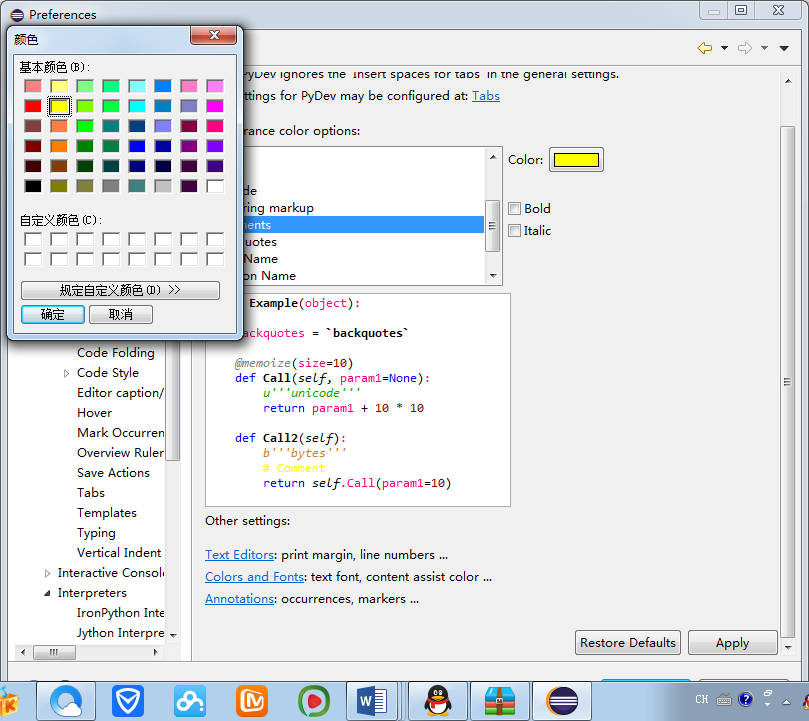 Preferences
颜色
基本颜色(B):
自定义颜色(C):
规定自定义颜色(D) >>
确定
取消
PyDev ignores the 'Insert spaces for tabs' in the general settings.
ttings for PyDev may be configured at: Tabs
rance color options:
Color:
de
ring markup
ents
uotes
Name
on Name
Bold
Italic
Example(object):
backquotes = `backquotes`
@memoize(size=10)
def Call(self, param1=None):
u'''unicode'''
return param1 + 10 * 10
def Call2(self):
b'''bytes'''
# Comment
return self.Call(param1=10)
Code Folding
Code Style
Editor caption/
Hover
Mark Occurren
Overview Ruler
Save Actions
Tabs
Templates
Typing
Vertical Indent
Interactive Consol
Interpreters
IronPython Inte
Jython Interpre
Other settings:
Text Editors: print margin, line numbers ...
Colors and Fonts: text font, content assist color ...
Annotations: occurrences, markers ...
Restore Defaults
Apply
CH